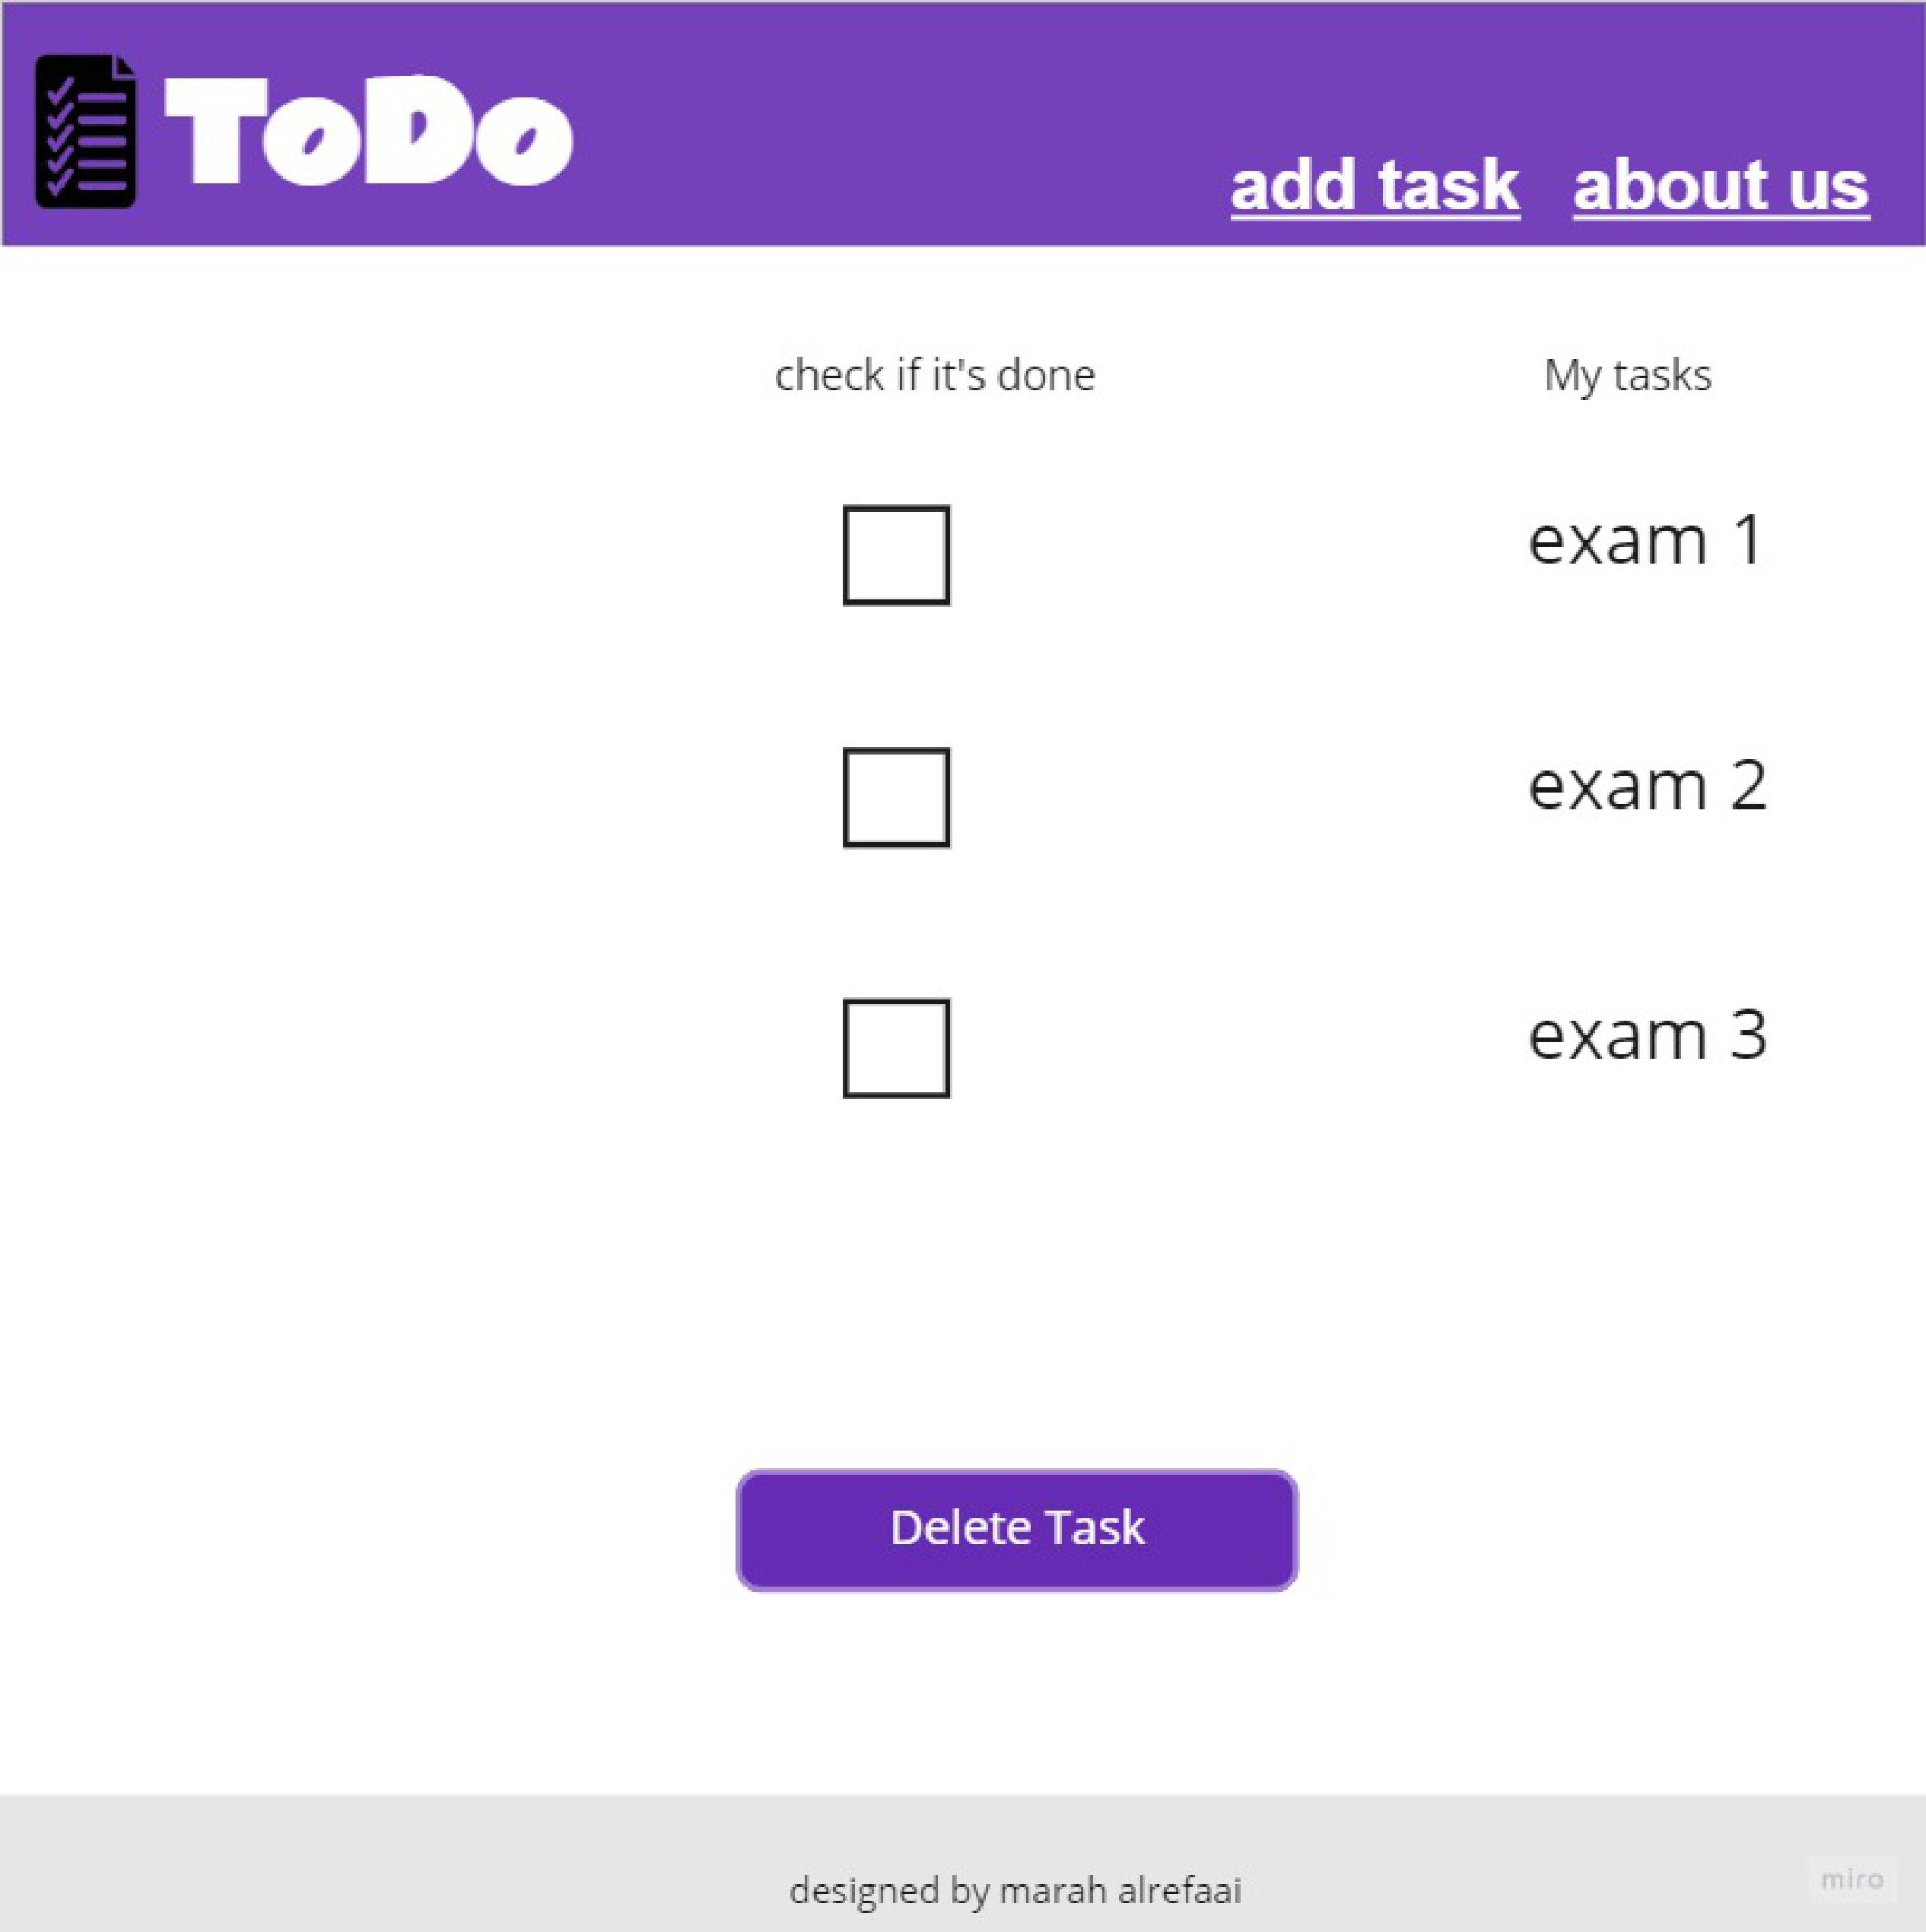 ToDo
add task about us
check if it's done My tasks
exam 1
exam 2
exam 3
Delete Task
designed by marah alrefaai
miro